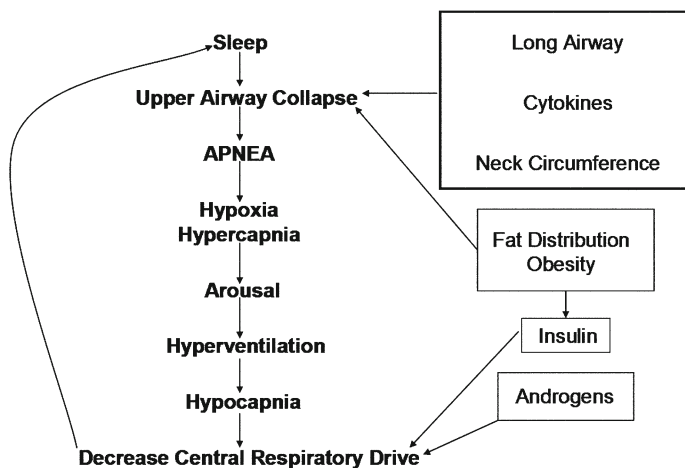 Sleep
Upper Airway Collapse
APNEA
Hypoxia
Hypercapnia
Arousal
Hyperventilation
Hypocapnia
Decrease Central Respiratory Drive
Long Airway
Cytokines
Neck Circumference
Fat Distribution
Obesity
Insulin
Androgens